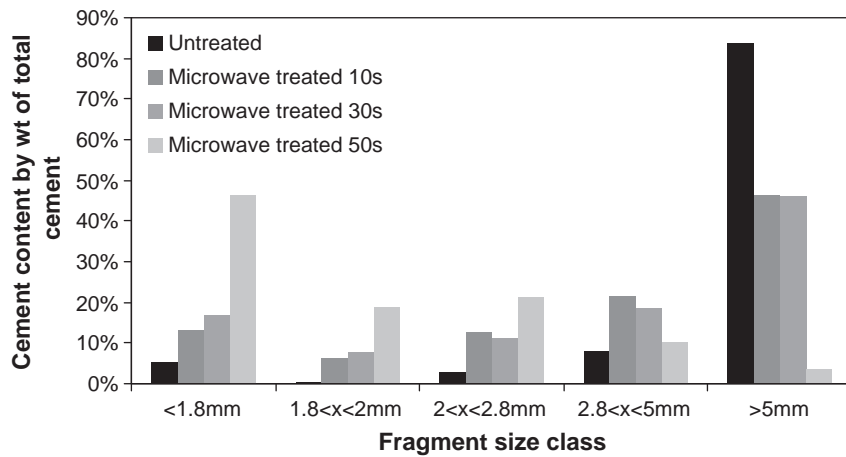 Cement content by wt of total
cement
90%
80%
70%
60%
50%
40%
30%
20%
10%
0%
Untreated
Microwave treated 10s
Microwave treated 30s
Microwave treated 50s
<1.8mm
1.8<x<2mm
2<x<2.8mm
2.8<x<5mm
>5mm
Fragment size class